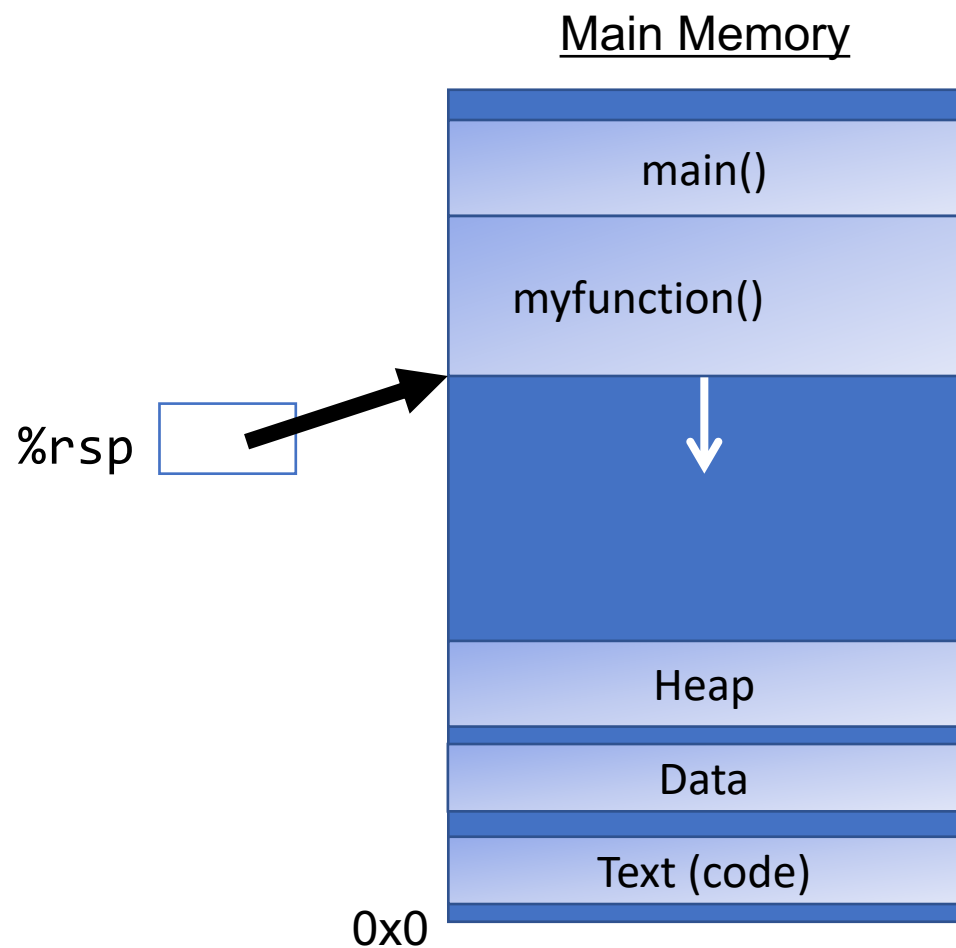 Main Memory
main()
myfunction()
%rsp
Heap
Data
Text (code)
0x0